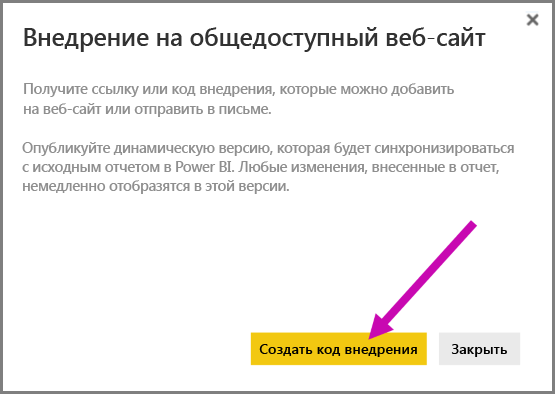 Внедрение на общедоступный веб-сайт
Получите ссылку или код внедрения, которые можно добавить
на веб-сайт или отправить в письме.
Опубликуйте динамическую версию, которая будет синхронизироваться
с исходным отчетом в Power BI. Любые изменения, внесенные в отчет,
немедленно отобразятся в этой версии.
Создать код внедрения
Закрыть